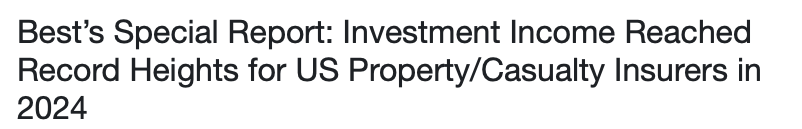 Best’s Special Report: Investment Income Reached
Record Heights for US Property/Casualty Insurers in
2024